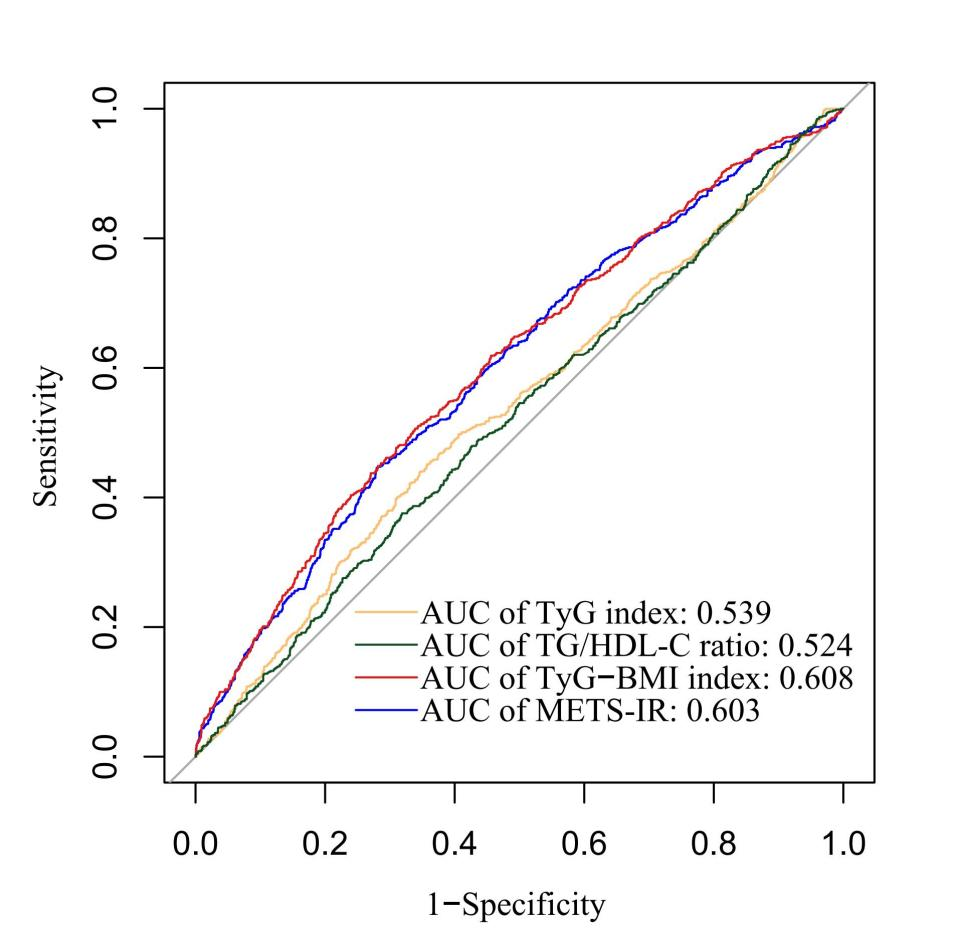 1.0
0.8
0.6
0.4
0.2
0.0
Sensitivity
AUC of TyG index: 0.539
AUC of TG/HDL-C ratio: 0.524
AUC of TyG−BMI index: 0.608
AUC of METS-IR: 0.603
0.0 0.2 0.4 0.6 0.8 1.0
1−Specificity